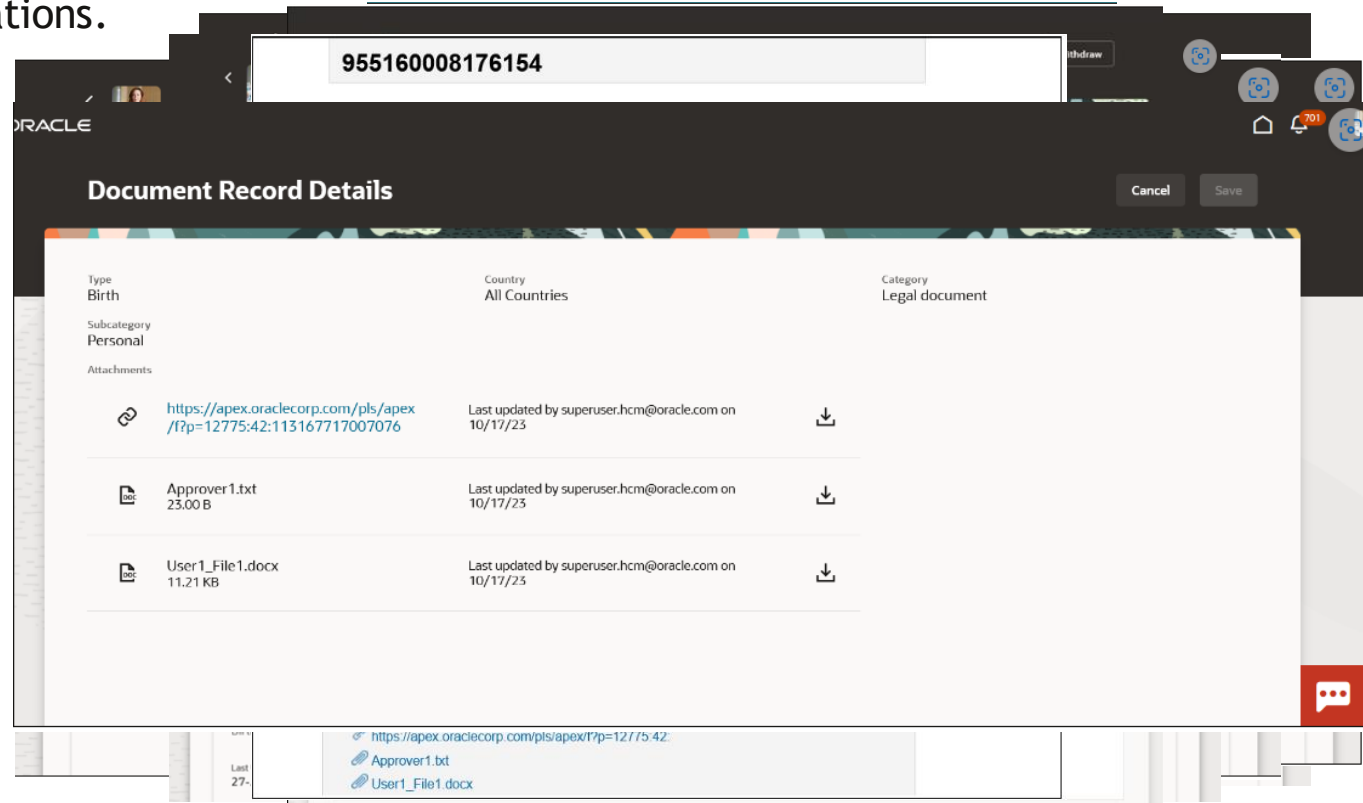 ations.
955160008176154
ithdraw
ORACLE
701
Document Record Details
Cancel
Save
Type
Birth
Country
All Countries
Category
Legal document
Subcategory
Personal
Attachments
https://apex.oraclecorp.com/pls/apex
/f?p=12775:42:113167717007076
Last updated by superuser.hcm@oracle.com on
10/17/23
DOC
Approver1.txt
23.00 B
Last updated by superuser.hcm@oracle.com on
10/17/23
DOC
User1_File1.docx
11.21 KB
Last updated by superuser.hcm@oracle.com on
10/17/23
https://apex.oraclecorp.com/pls/apex/f?p=12775:42:
Approver1.txt
Last
27-
User1_File1.docx